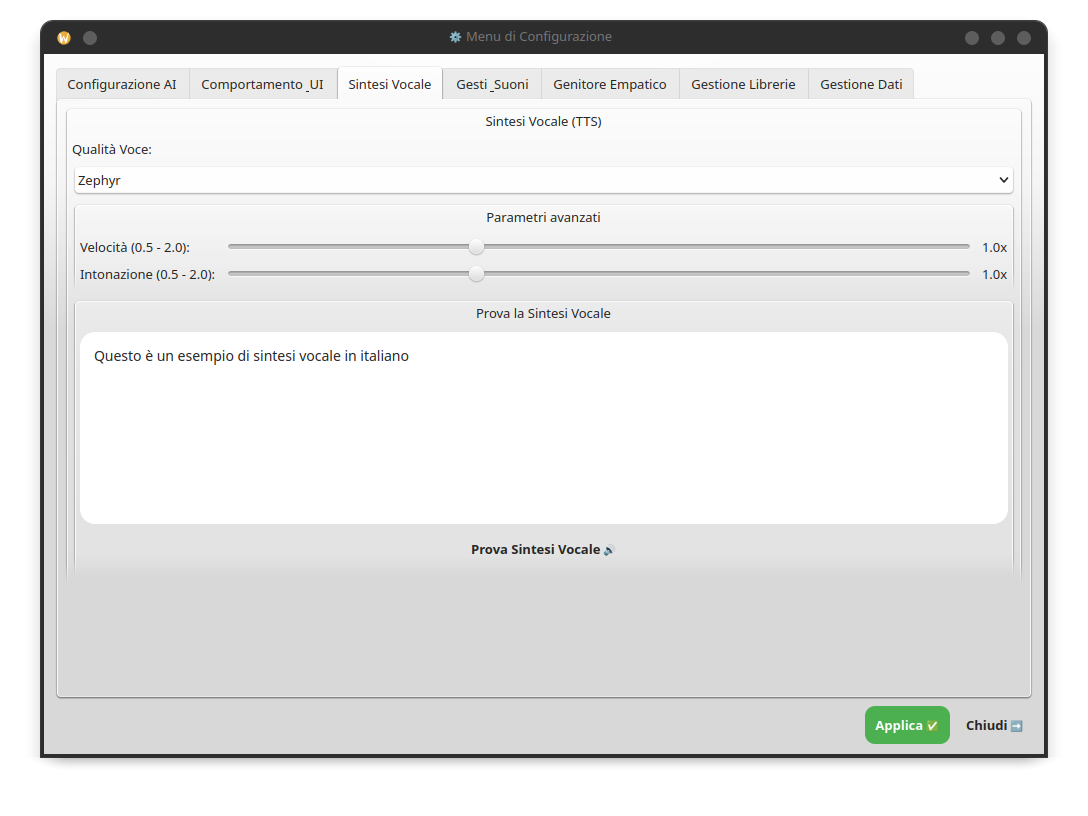 ⚙️ Menu di Configurazione
Configurazione AI Comportamento _UI Sintesi Vocale Gesti _Suoni Genitore Empatico Gestione Librerie Gestione Dati
Sintesi Vocale (TTS)
Qualità Voce:
Zephyr
Parametri avanzati
Velocità (0.5 - 2.0): 1.0x
Intonazione (0.5 - 2.0): 1.0x
Prova la Sintesi Vocale
Questo è un esempio di sintesi vocale in italiano
Prova Sintesi Vocale 🔊
Applica ✅ Chiudi ➡️